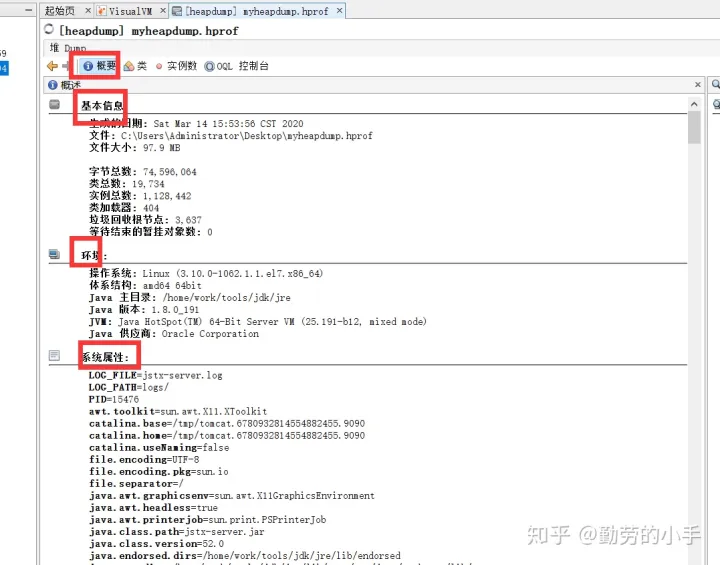 起始页 × VisualVM × [heapdump] myheapdump.hprof ×
[heapdump] myheapdump.hprof
堆 Dump
概要 类 实例数 OQL 控制台
概述 ×
基本信息
生成的日期: Sat Mar 14 15:53:56 CST 2020
文件: C:\Users\Administrator\Desktop\myheapdump.hprof
文件大小: 97.9 MB
字节总数: 74,596,064
类总数: 19,734
实例总数: 1,128,442
类加载器: 404
垃圾回收根节点: 3,637
等待结束的暂挂对象数: 0
环境:
操作系统: Linux (3.10.0-1062.1.1.el7.x86_64)
体系结构: amd64 64bit
Java 主目录: /home/work/tools/jdk/jre
Java 版本: 1.8.0_191
JVM: Java HotSpot(TM) 64-Bit Server VM (25.191-b12, mixed mode)
Java 供应商: Oracle Corporation
系统属性:
LOG_FILE=jstx-server.log
LOG_PATH=logs/
PID=15476
awt.toolkit=sun.awt.X11.XToolkit
catalina.base=/tmp/tomcat.6780932814554882455.9090
catalina.home=/tmp/tomcat.6780932814554882455.9090
catalina.useNaming=false
file.encoding=UTF-8
file.encoding.pkg=sun.io
file.separator=/
java.awt.graphicsenv=sun.awt.X11GraphicsEnvironment
java.awt.headless=true
java.awt.printerjob=sun.print.PSPrinterJob
java.class.path=jstx-server.jar
java.class.version=52.0
java.endorsed.dirs=/home/work/tools/jdk/jre/lib/endorsed
知乎 @勤劳的小手